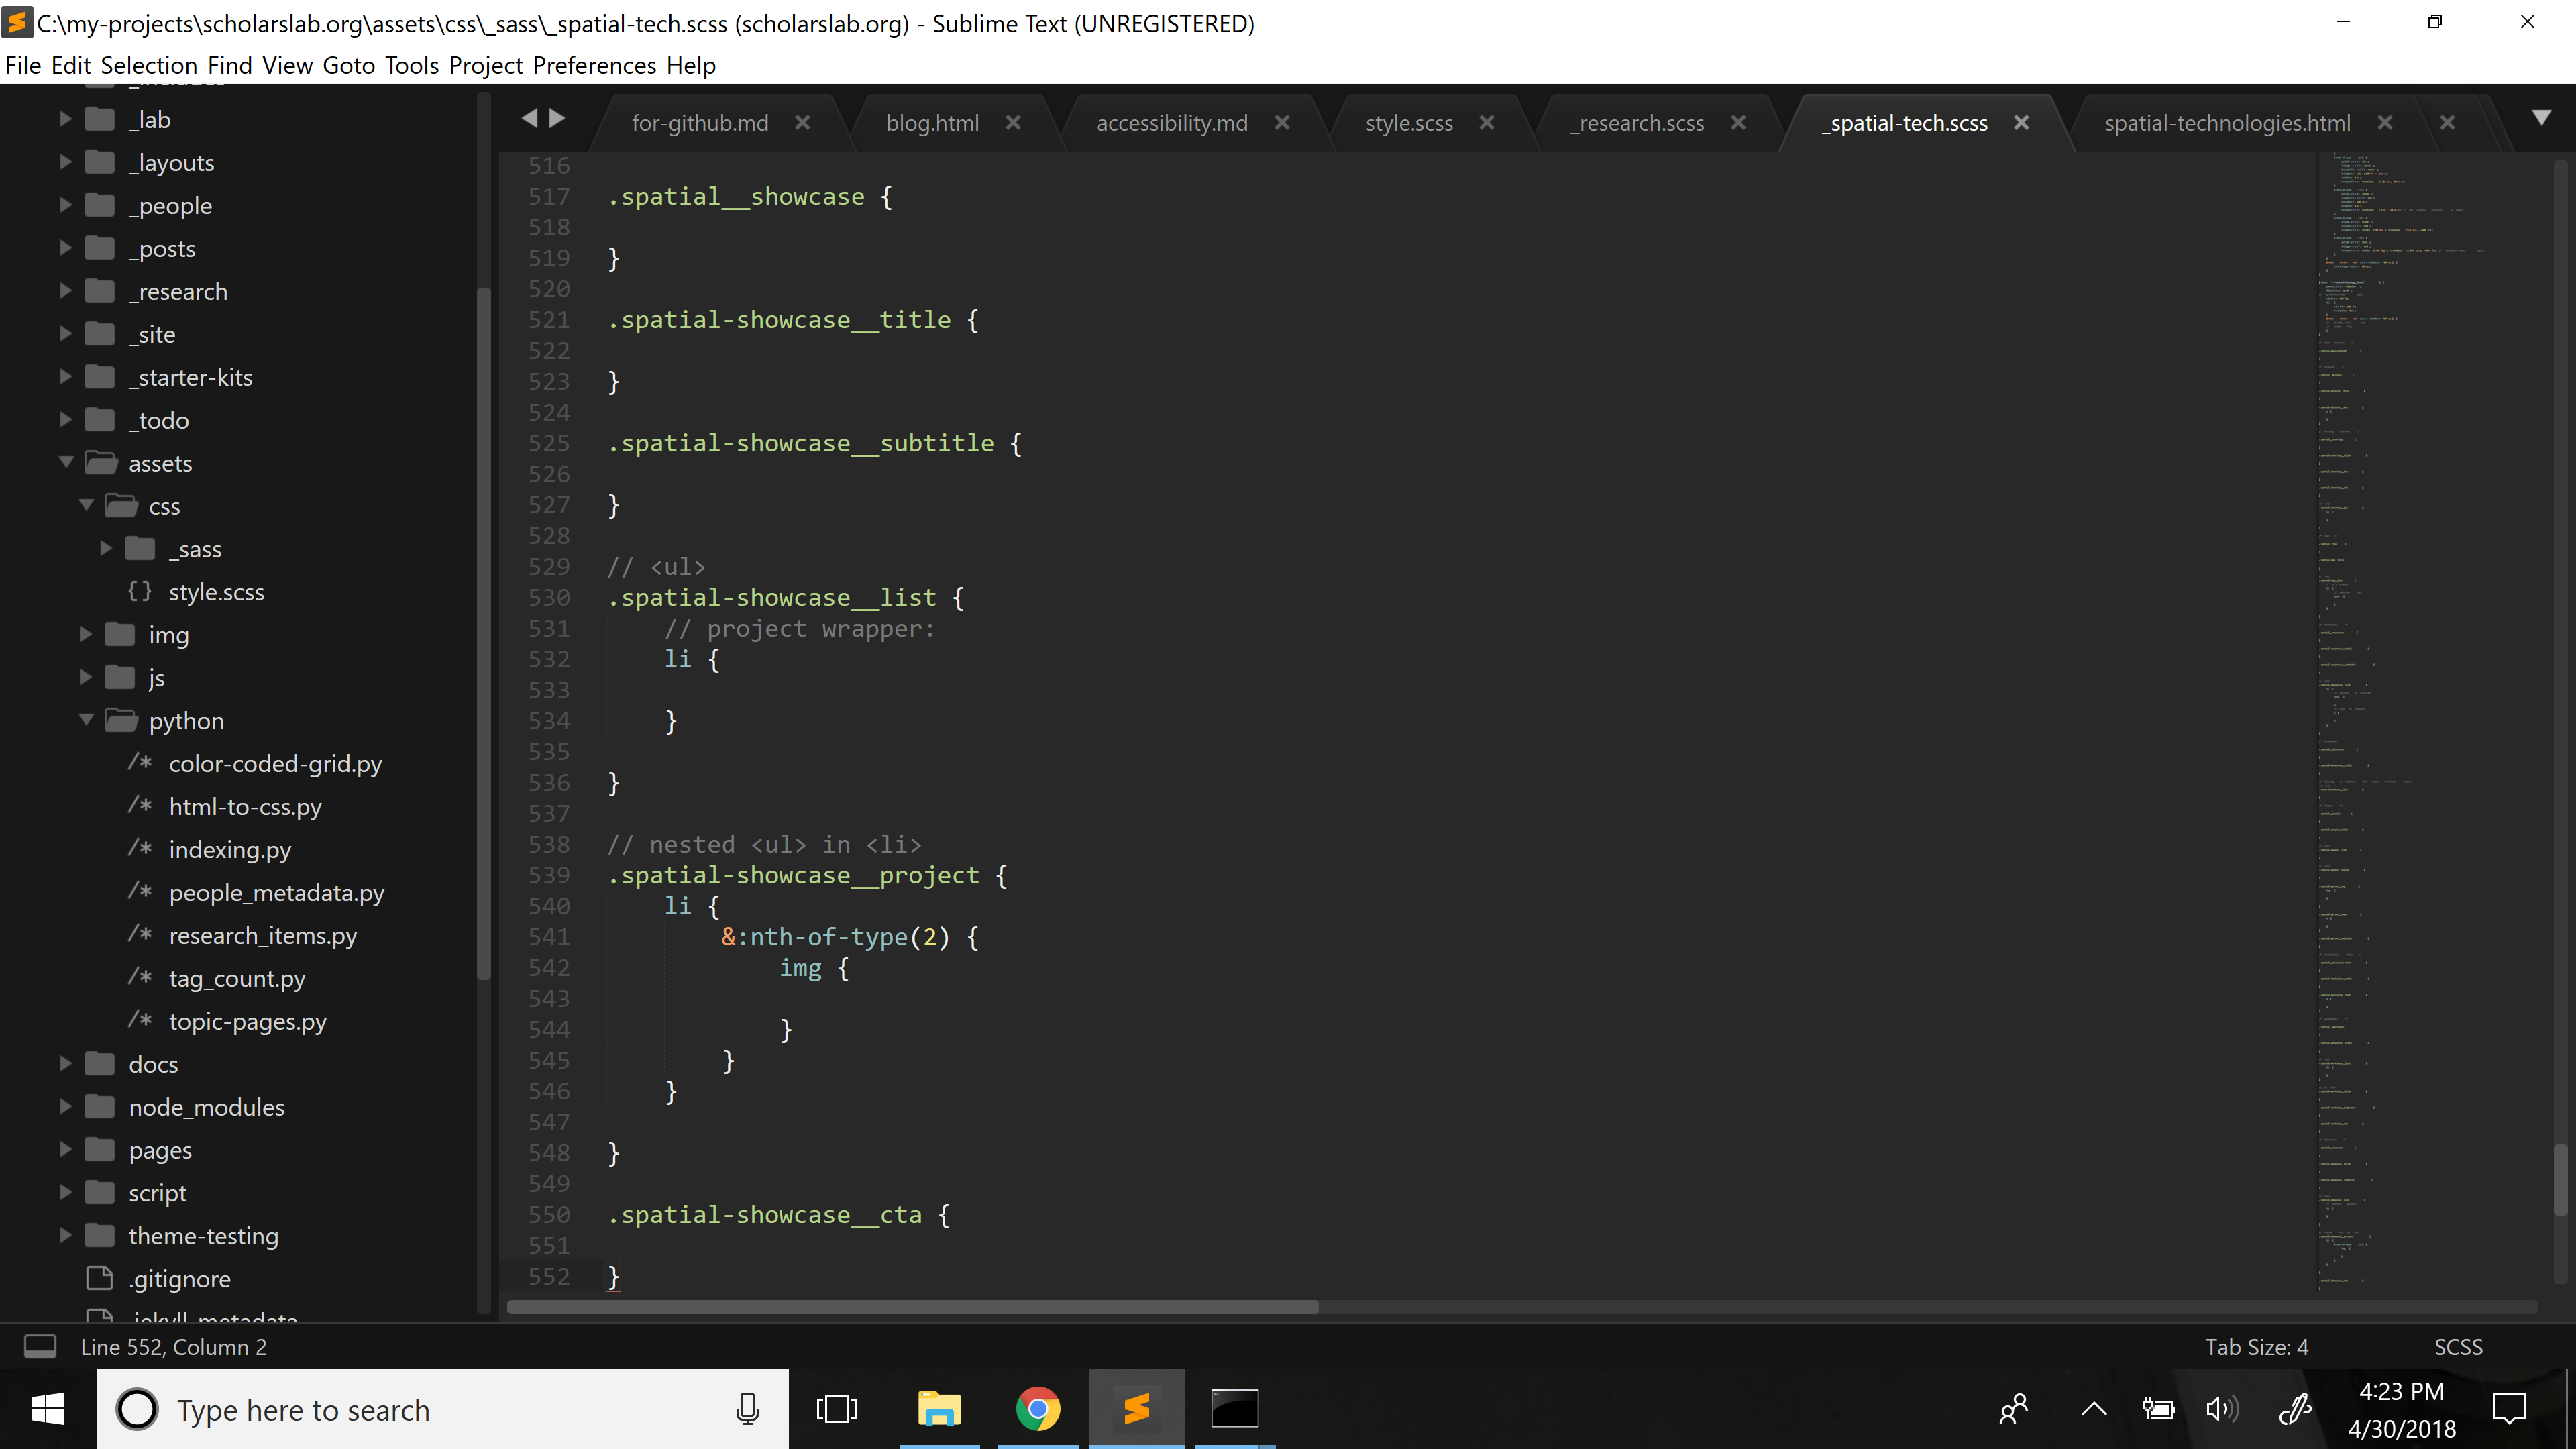 C:\my-projects\scholarslab.org\assets\css\_sass\_spatial-tech.scss (scholarslab.org) - Sublime Text (UNREGISTERED)
File Edit Selection Find View Goto Tools Project Preferences Help
_includes
_lab
_layouts
_people
_posts
_research
_site
_starter-kits
_todo
assets
css
_sass
{} style.scss
img
js
python
/* color-coded-grid.py
/* html-to-css.py
/* indexing.py
/* people_metadata.py
/* research_items.py
/* tag_count.py
/* topic-pages.py
docs
node_modules
pages
script
theme-testing
.gitignore
.jekyll-metadata
for-github.md
blog.html
accessibility.md
style.scss
_research.scss
_spatial-tech.scss
spatial-technologies.html
516
517 .spatial__showcase {
518
519 }
520
521 .spatial-showcase__title {
522
523 }
524
525 .spatial-showcase__subtitle {
526
527 }
528
529 // <ul>
530 .spatial-showcase__list {
531     // project wrapper:
532     li {
533
534     }
535
536 }
537
538 // nested <ul> in <li>
539 .spatial-showcase__project {
540     li {
541         &:nth-of-type(2) {
542             img {
543
544             }
545         }
546     }
547
548 }
549
550 .spatial-showcase__cta {
551
552 }
Line 552, Column 2
Tab Size: 4
SCSS
Type here to search
4:23 PM
4/30/2018